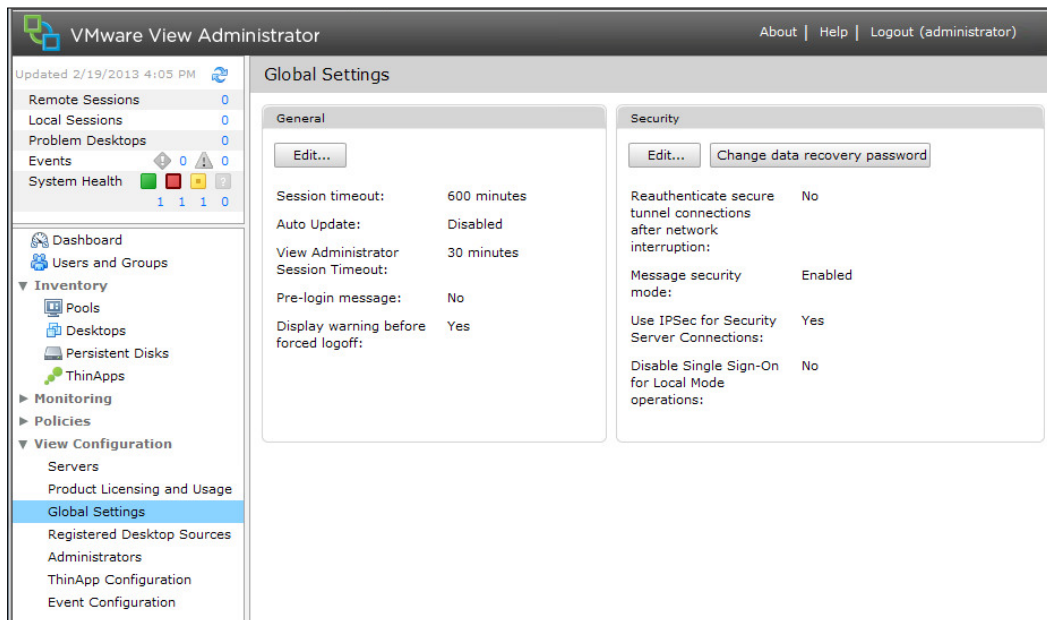 VMware View Administrator
About | Help | Logout (administrator)
Updated 2/19/2013 4:05 PM
Remote Sessions 0
Local Sessions 0
Problem Desktops 0
Events ! 0 ! 0
System Health ?
1 1 1 0
Dashboard
Users and Groups
Inventory
Pools
Desktops
Persistent Disks
ThinApps
Monitoring
Policies
View Configuration
Servers
Product Licensing and Usage
Global Settings
Registered Desktop Sources
Administrators
ThinApp Configuration
Event Configuration
Global Settings
General
Edit...
Session timeout: 600 minutes
Auto Update: Disabled
View Administrator 30 minutes
Session Timeout:
Pre-login message: No
Display warning before Yes
forced logoff:
Security
Edit... Change data recovery password
Reauthenticate secure No
tunnel connections
after network
interruption:
Message security Enabled
mode:
Use IPSec for Security Yes
Server Connections:
Disable Single Sign-On No
for Local Mode
operations: